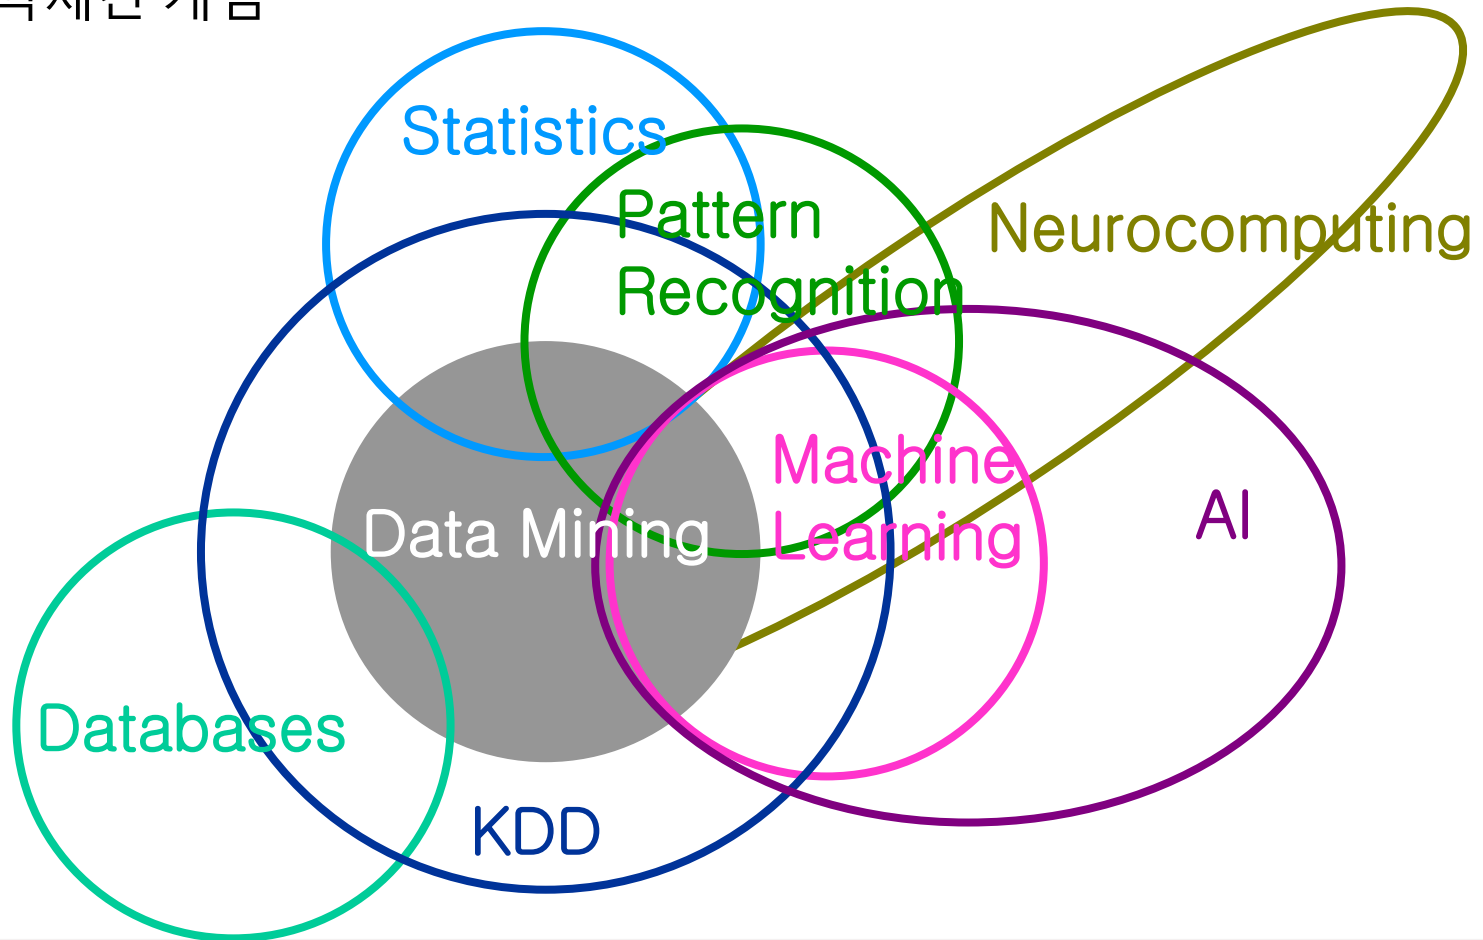 Statistics
Pattern
Recognition
Neurocomputing
Machine
Learning
AI
Data Mining
Databases
KDD